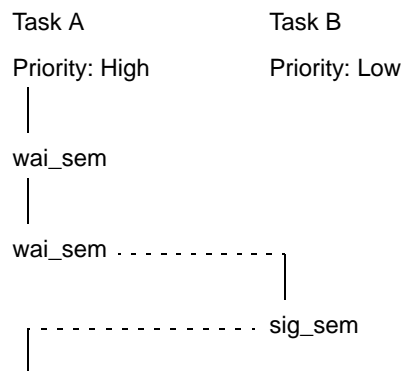 Task A Task B
Priority: High Priority: Low
wai_sem
wai_sem
sig_sem